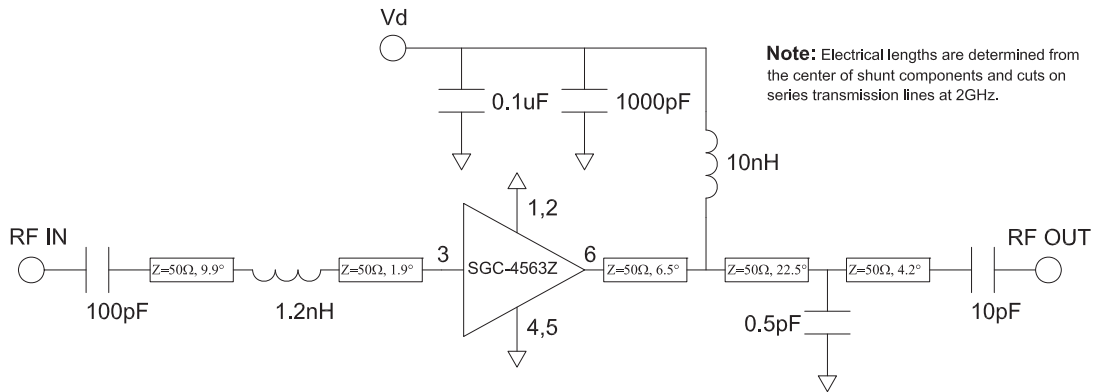 Vd
Note: Electrical lengths are determined from
the center of shunt components and cuts on
series transmission lines at 2GHz.
0.1uF
1000pF
10nH
1,2
RF IN
3
SGC-4563Z
6
RF OUT
Z=50Ω, 9.9°
Z=50Ω, 1.9°
Z=50Ω, 6.5°
Z=50Ω, 22.5°
Z=50Ω, 4.2°
100pF
1.2nH
4,5
0.5pF
10pF